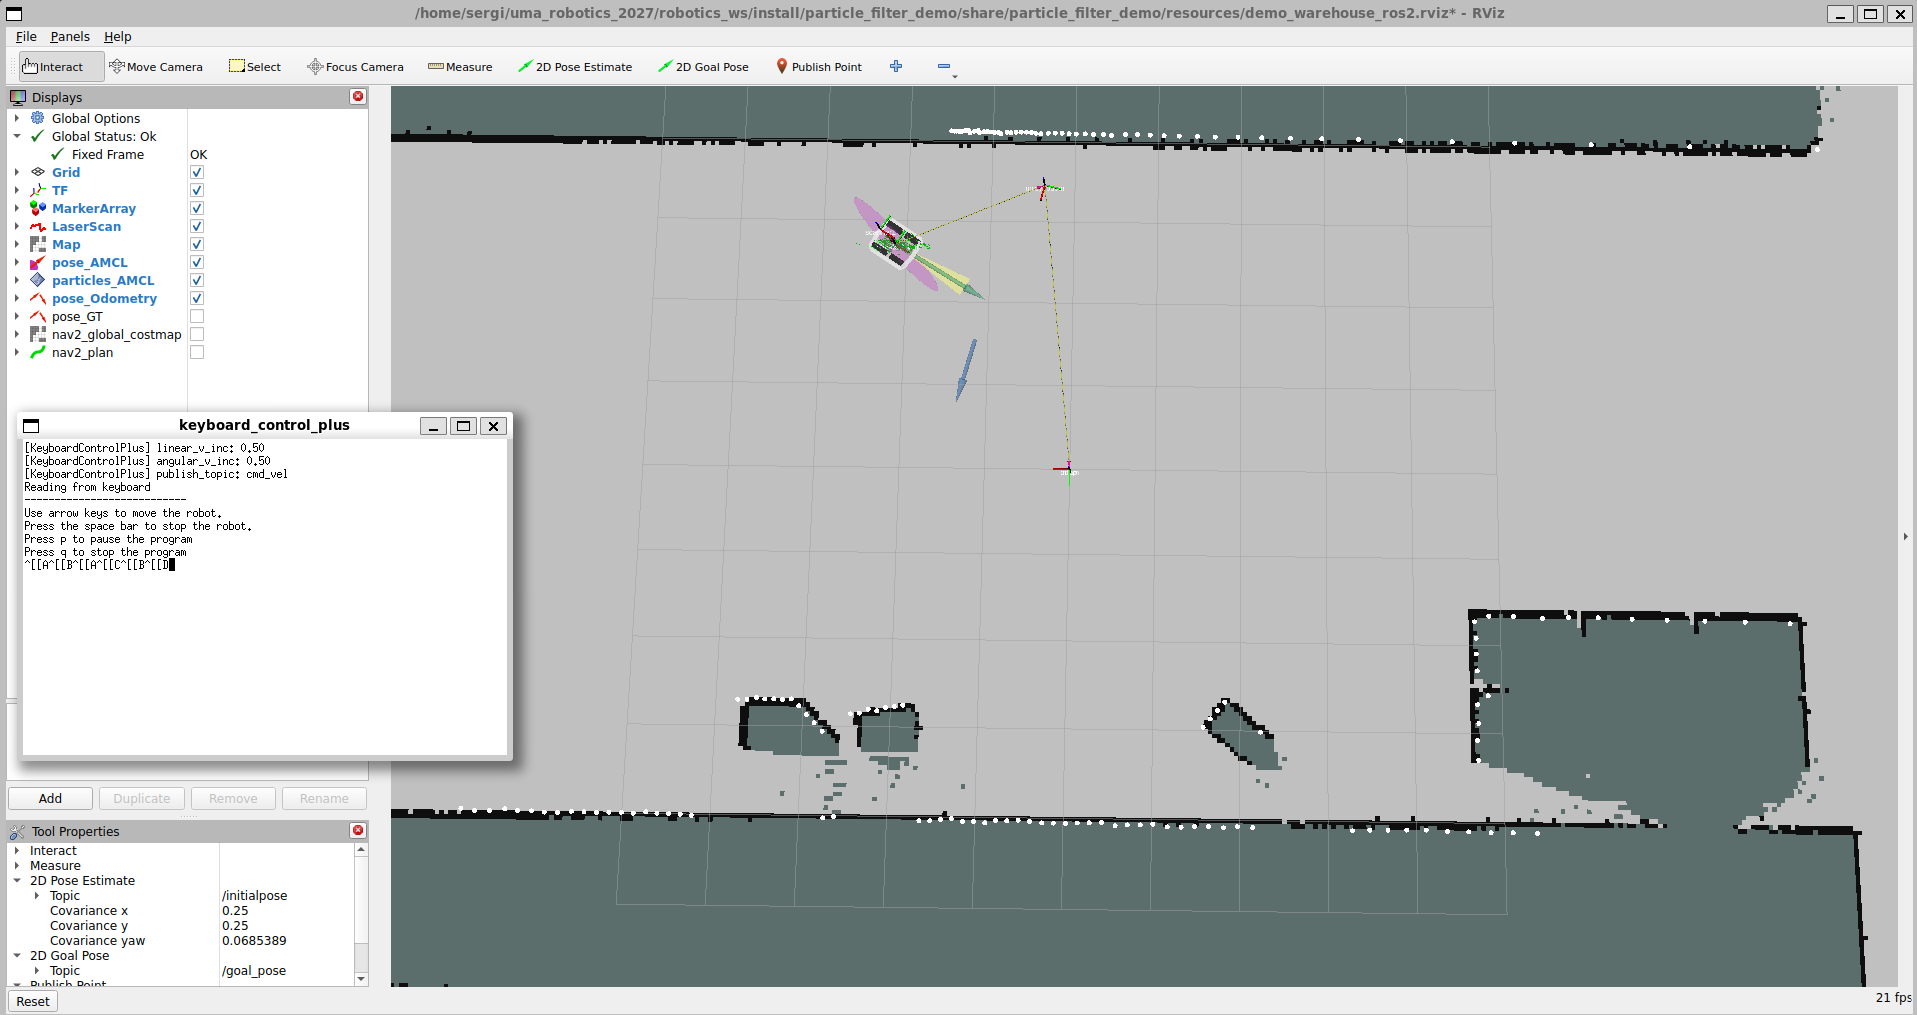 /home/sergi/uma_robotics_2027/robotics_ws/install/particle_filter_demo/share/particle_filter_demo/resources/demo_warehouse_ros2.rviz* - RViz
File Panels Help
Interact Move Camera Select Focus Camera Measure 2D Pose Estimate 2D Goal Pose Publish Point
Displays
Global Options
Global Status: Ok
Fixed Frame OK
Grid
TF
MarkerArray
LaserScan
Map
pose_AMCL
particles_AMCL
pose_Odometry
pose_GT
nav2_global_costmap
nav2_plan
keyboard_control_plus
[KeyboardControlPlus] linear_v_inc: 0.50
[KeyboardControlPlus] angular_v_inc: 0.50
[KeyboardControlPlus] publish_topic: cmd_vel
Reading from keyboard
---------------------------
Use arrow keys to move the robot.
Press the space bar to stop the robot.
Press p to pause the program
Press q to stop the program
^[[A^[[B^[[A^[[C^[[B^[[D
Add Duplicate Remove Rename
Tool Properties
Interact
Measure
2D Pose Estimate
Topic /initialpose
Covariance x 0.25
Covariance y 0.25
Covariance yaw 0.0685389
2D Goal Pose
Topic /goal_pose
Publish Point
Reset
21 fps